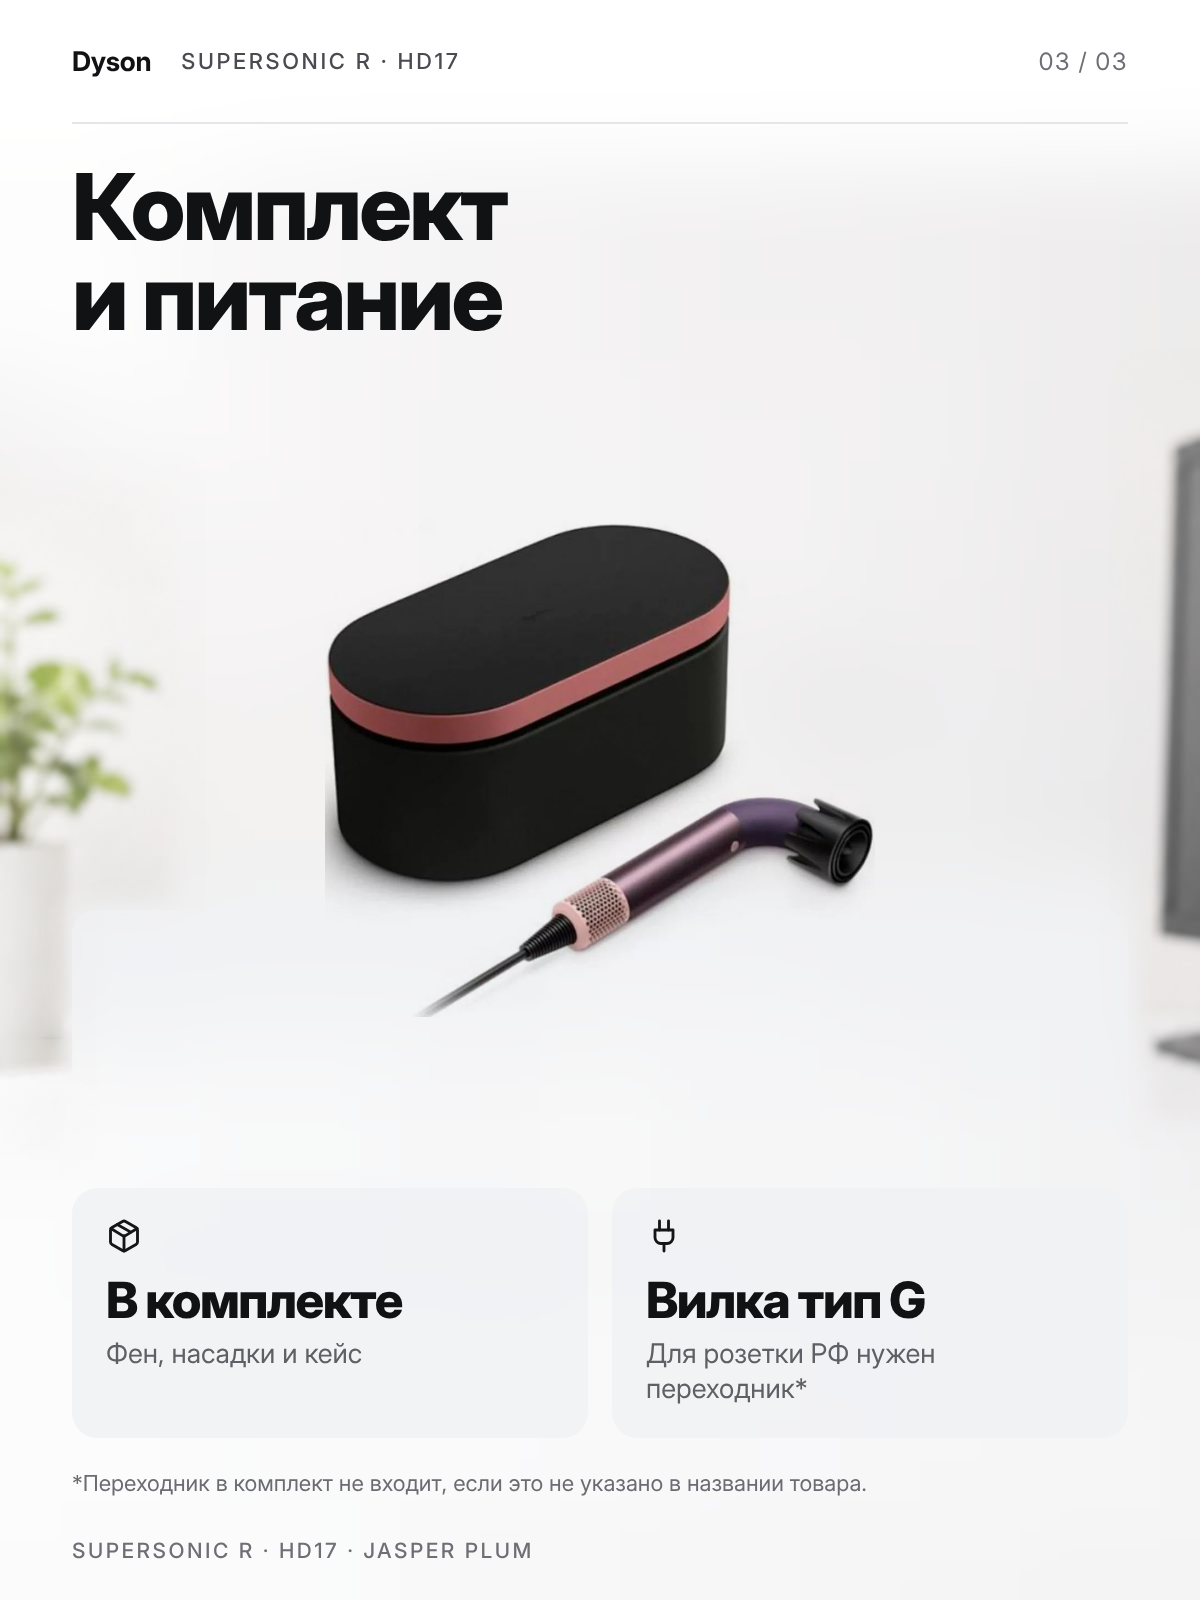 Dyson SUPERSONIC R · HD17 03 / 03
Комплект
и питание
В комплекте
Фен, насадки и кейс
Вилка тип G
Для розетки РФ нужен
переходник*
*Переходник в комплект не входит, если это не указано в названии товара.
SUPERSONIC R · HD17 · JASPER PLUM